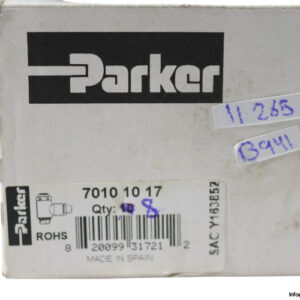 Parker
11 265
B941
Parker
7010 10 17
Qty: 10 8
ROHS
8 20099 31721 2
MADE IN SPAIN
SAC Y163852